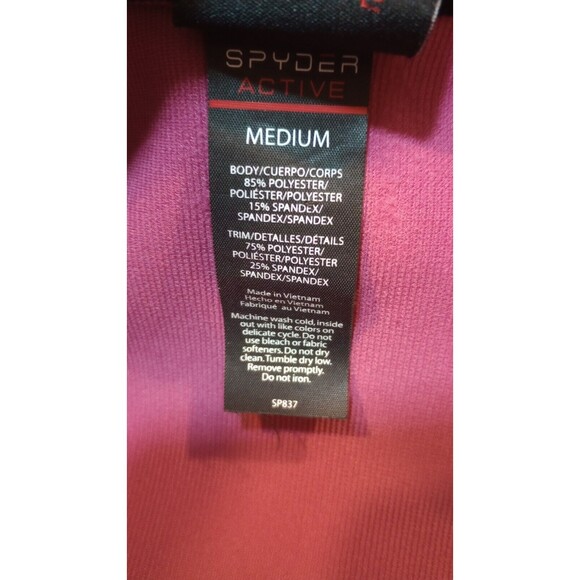 SPYDER
ACTIVE
MEDIUM
BODY/CUERPO/CORPS
85% POLYESTER/
POLIÉSTER/POLYESTER
15% SPANDEX/
SPANDEX/SPANDEX
TRIM/DETALLES/DÉTAILS
75% POLYESTER/
POLIÉSTER/POLYESTER
25% SPANDEX/
SPANDEX/SPANDEX
Made in Vietnam
Hecho en Vietnam
Fabriqué au Vietnam
Machine wash cold, inside
out with like colors on
delicate cycle. Do not
use bleach or fabric
softeners. Do not dry
clean. Tumble dry low.
Remove promptly.
Do not iron.
SP837